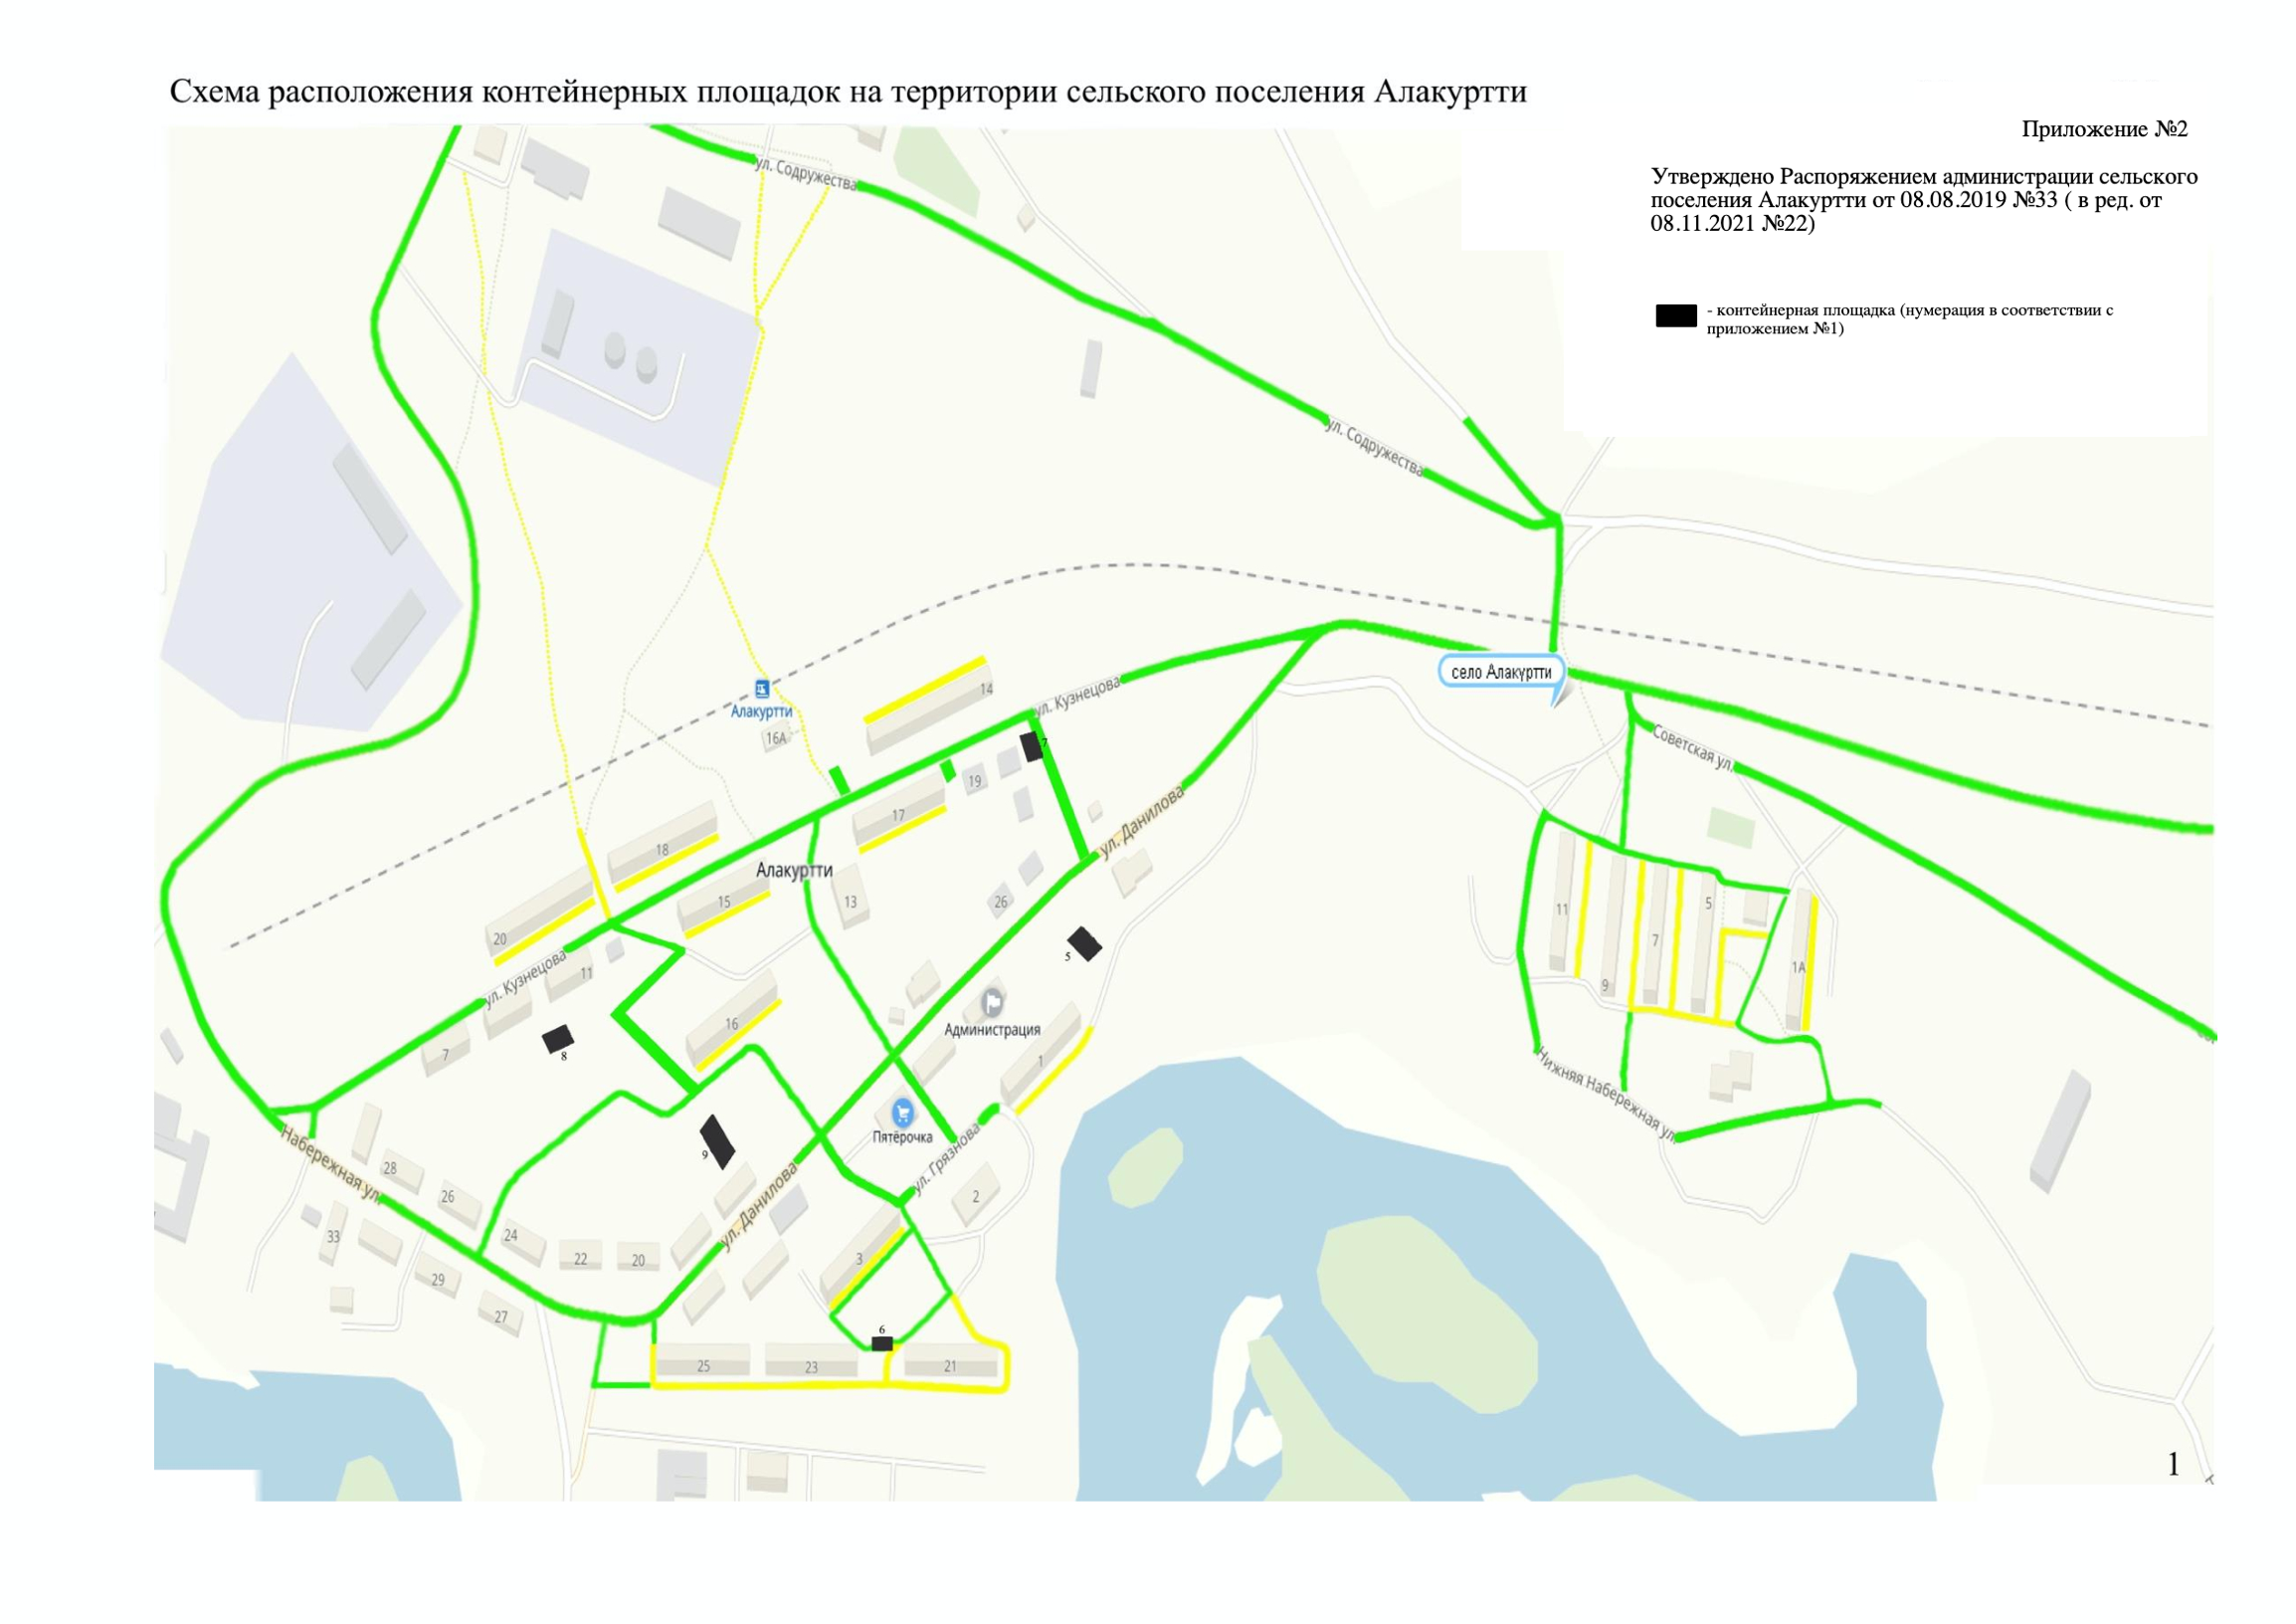 Схема расположения контейнерных площадок на территории сельского поселения Алакуртти
Приложение №2
Утверждено Распоряжением администрации сельского
поселения Алакуртти от 08.08.2019 №33 ( в ред. от
08.11.2021 №22)
- контейнерная площадка (нумерация в соответствии с
приложением №1)
ул. Содружества
ул. Содружества
село Алакуртти
Алакуртти
16А
14
ул. Кузнецова
7
19
17
Советская ул.
ул. Данилова
18
Алакуртти
15
13
26
20
ул. Кузнецова
11
5
11
5
7
9
1А
16
Администрация
7
8
1
Нижняя Набережная ул.
Пятёрочка
Набережная ул.
9
ул. Грязнова
28
26
2
ул. Данилова
33
24
22
20
3
29
27
6
25
23
21
1